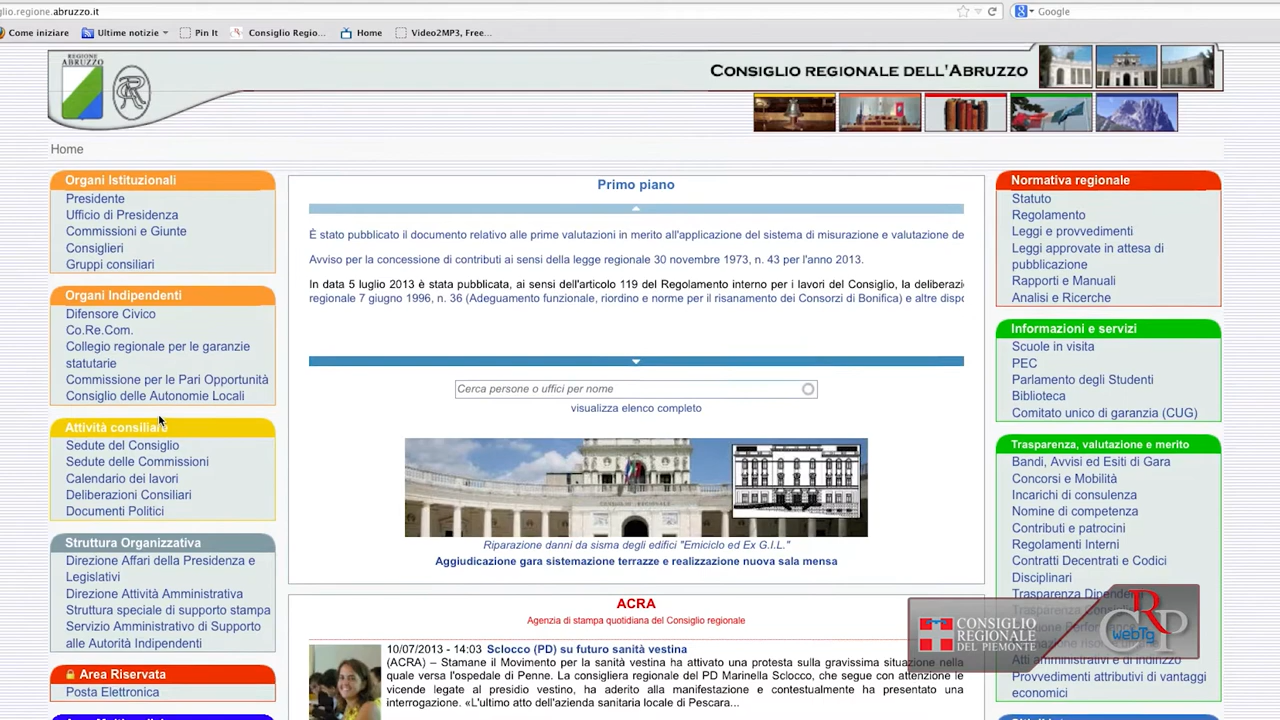 glio.regione.abruzzo.it
Google
Come iniziare
Ultime notizie
Pin It
Consiglio Regio...
Home
Video2MP3, Free...
REGIONE
ABRUZZO
CONSIGLIO REGIONALE DELL'ABRUZZO
Home
Organi Istituzionali
Presidente
Ufficio di Presidenza
Commissioni e Giunte
Consiglieri
Gruppi consiliari
Organi Indipendenti
Difensore Civico
Co.Re.Com.
Collegio regionale per le garanzie
statutarie
Commissione per le Pari Opportunità
Consiglio delle Autonomie Locali
Attività consiliare
Sedute del Consiglio
Sedute delle Commissioni
Calendario dei lavori
Deliberazioni Consiliari
Documenti Politici
Struttura Organizzativa
Direzione Affari della Presidenza e
Legislativi
Direzione Attività Amministrativa
Struttura speciale di supporto stampa
Servizio Amministrativo di Supporto
alle Autorità Indipendenti
Area Riservata
Posta Elettronica
Primo piano
È stato pubblicato il documento relativo alle prime valutazioni in merito all'applicazione del sistema di misurazione e valutazione de
Avviso per la concessione di contributi ai sensi della legge regionale 30 novembre 1973, n. 43 per l'anno 2013.
In data 5 luglio 2013 è stata pubblicata, ai sensi dell'articolo 119 del Regolamento interno per i lavori del Consiglio, la deliberazi
regionale 7 giugno 1996, n. 36 (Adeguamento funzionale, riordino e norme per il risanamento dei Consorzi di Bonifica) e altre dispo
Cerca persone o uffici per nome
visualizza elenco completo
Riparazione danni da sisma degli edifici "Emiciclo ed Ex G.I.L."
Aggiudicazione gara sistemazione terrazze e realizzazione nuova sala mensa
ACRA
Agenzia di stampa quotidiana del Consiglio regionale
10/07/2013 - 14:03 Sclocco (PD) su futuro sanità vestina
(ACRA) – Stamane il Movimento per la sanità vestina ha attivato una protesta sulla gravissima situazione nella
quale versa l'ospedale di Penne. La consigliera regionale del PD Marinella Sclocco, che segue con attenzione le
vicende legate al presidio vestino, ha aderito alla manifestazione e contestualmente ha presentato una
interrogazione. «L'ultimo atto dell'azienda sanitaria locale di Pescara...
Normativa regionale
Statuto
Regolamento
Leggi e provvedimenti
Leggi approvate in attesa di
pubblicazione
Rapporti e Manuali
Analisi e Ricerche
Informazioni e servizi
Scuole in visita
PEC
Parlamento degli Studenti
Biblioteca
Comitato unico di garanzia (CUG)
Trasparenza, valutazione e merito
Bandi, Avvisi ed Esiti di Gara
Concorsi e Mobilità
Incarichi di consulenza
Nomine di competenza
Contributi e patrocini
Regolamenti Interni
Contratti Decentrati e Codici
Disciplinari
Trasparenza
Atti amministrativi e di indirizzo
Provvedimenti attributivi di vantaggi
economici
CONSIGLIO
REGIONALE
DEL PIEMONTE
CRP
webTg